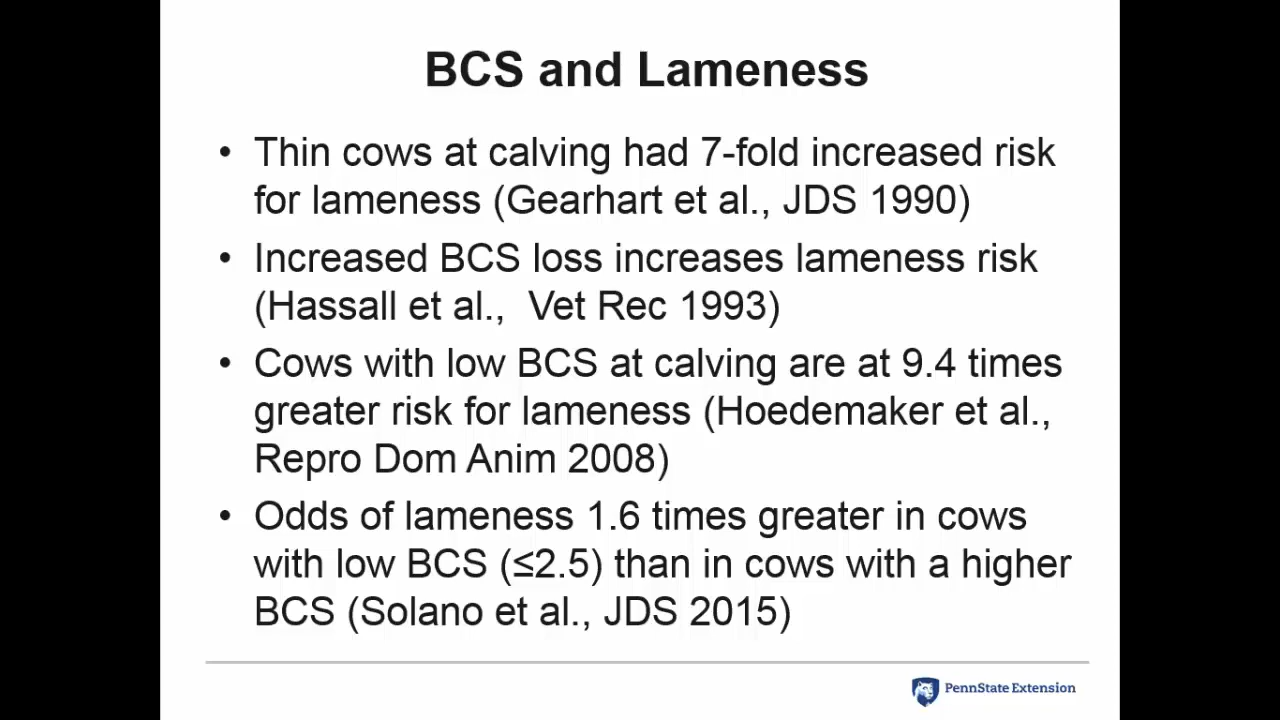 BCS and Lameness
• Thin cows at calving had 7-fold increased risk
for lameness (Gearhart et al., JDS 1990)
• Increased BCS loss increases lameness risk
(Hassall et al.,  Vet Rec 1993)
• Cows with low BCS at calving are at 9.4 times
greater risk for lameness (Hoedemaker et al.,
Repro Dom Anim 2008)
• Odds of lameness 1.6 times greater in cows
with low BCS (≤2.5) than in cows with a higher
BCS (Solano et al., JDS 2015)
PennState Extension